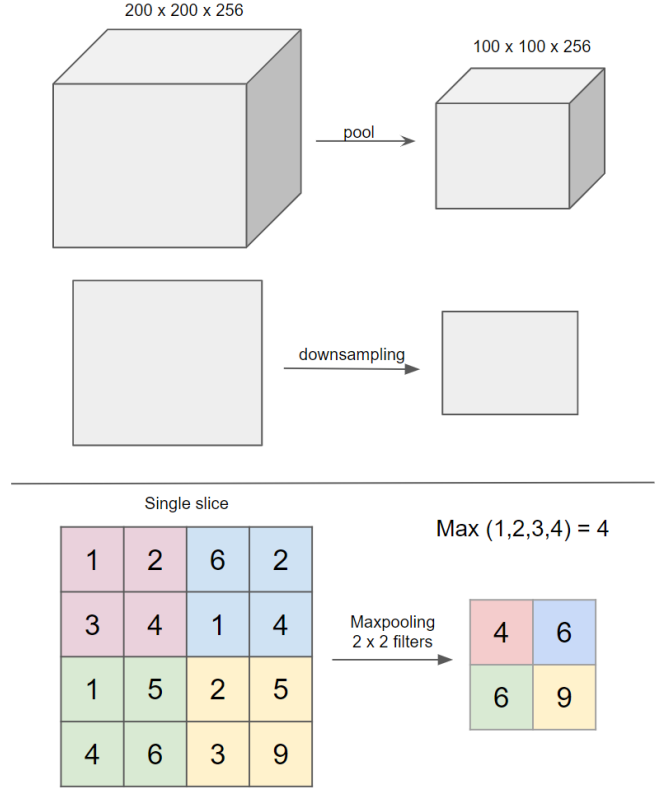 200 x 200 x 256
100 x 100 x 256
pool
downsampling
Single slice
Max (1,2,3,4) = 4
1 2 6 2
3 4 1 4
1 5 2 5
4 6 3 9
Maxpooling
2 x 2 filters
4 6
6 9